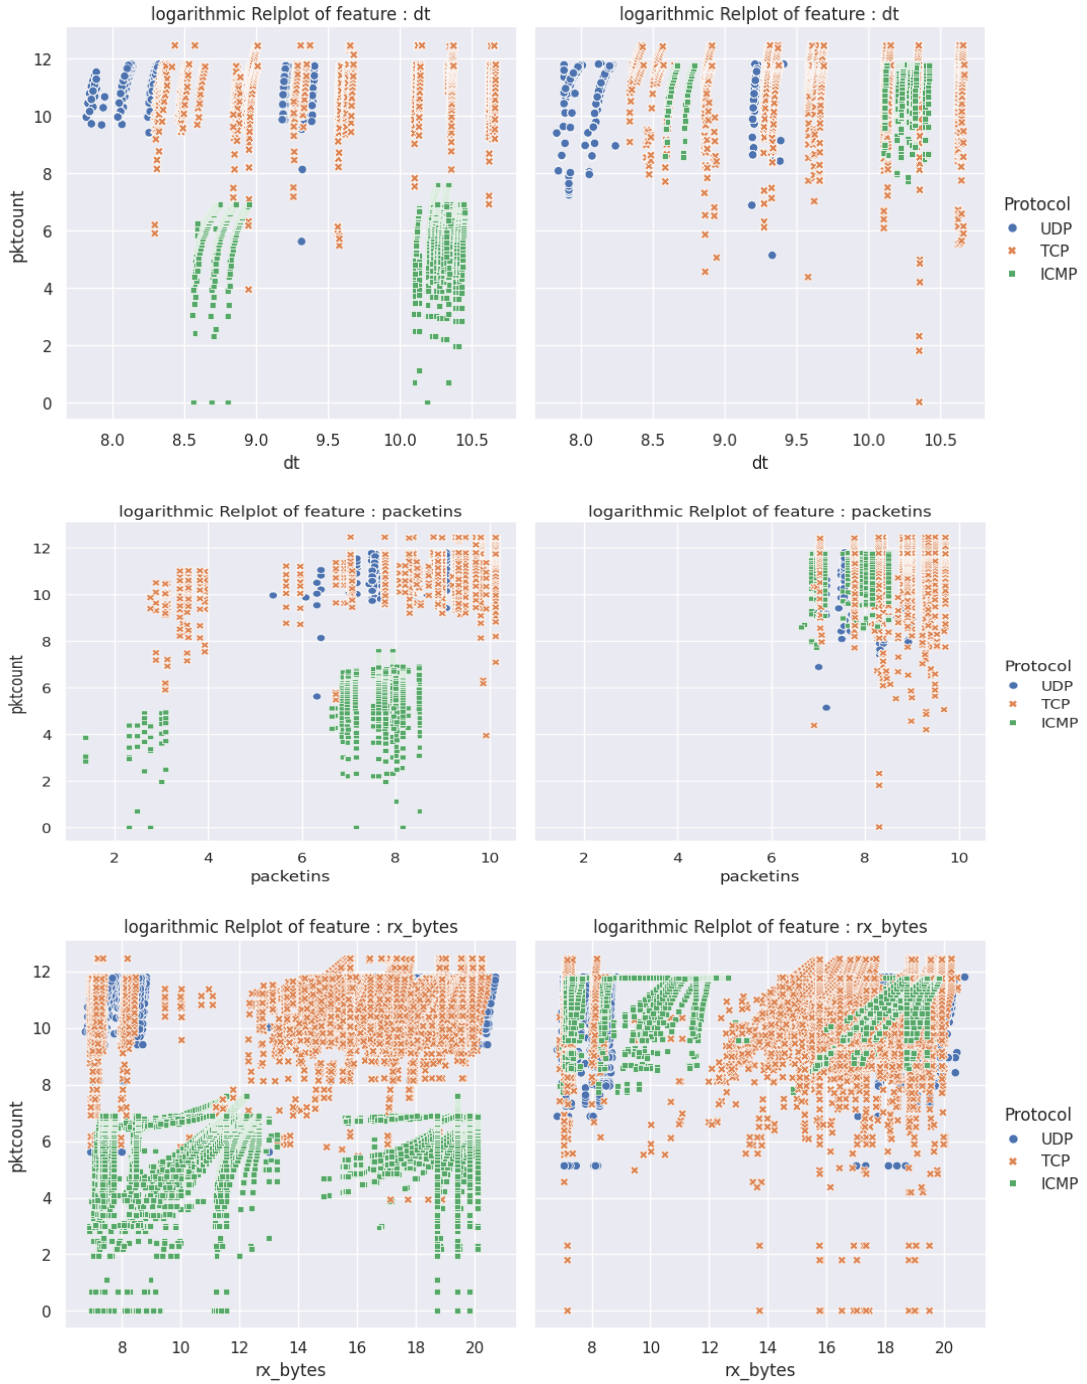 logarithmic Relplot of feature : dt
logarithmic Relplot of feature : dt
12
10
8
6
4
2
0
pktcount
8.0 8.5 9.0 9.5 10.0 10.5
dt
8.0 8.5 9.0 9.5 10.0 10.5
dt
Protocol
UDP
TCP
ICMP
logarithmic Relplot of feature : packetins
logarithmic Relplot of feature : packetins
12
10
8
6
4
2
0
pktcount
2 4 6 8 10
packetins
2 4 6 8 10
packetins
Protocol
UDP
TCP
ICMP
logarithmic Relplot of feature : rx_bytes
logarithmic Relplot of feature : rx_bytes
12
10
8
6
4
2
0
pktcount
8 10 12 14 16 18 20
rx_bytes
8 10 12 14 16 18 20
rx_bytes
Protocol
UDP
TCP
ICMP